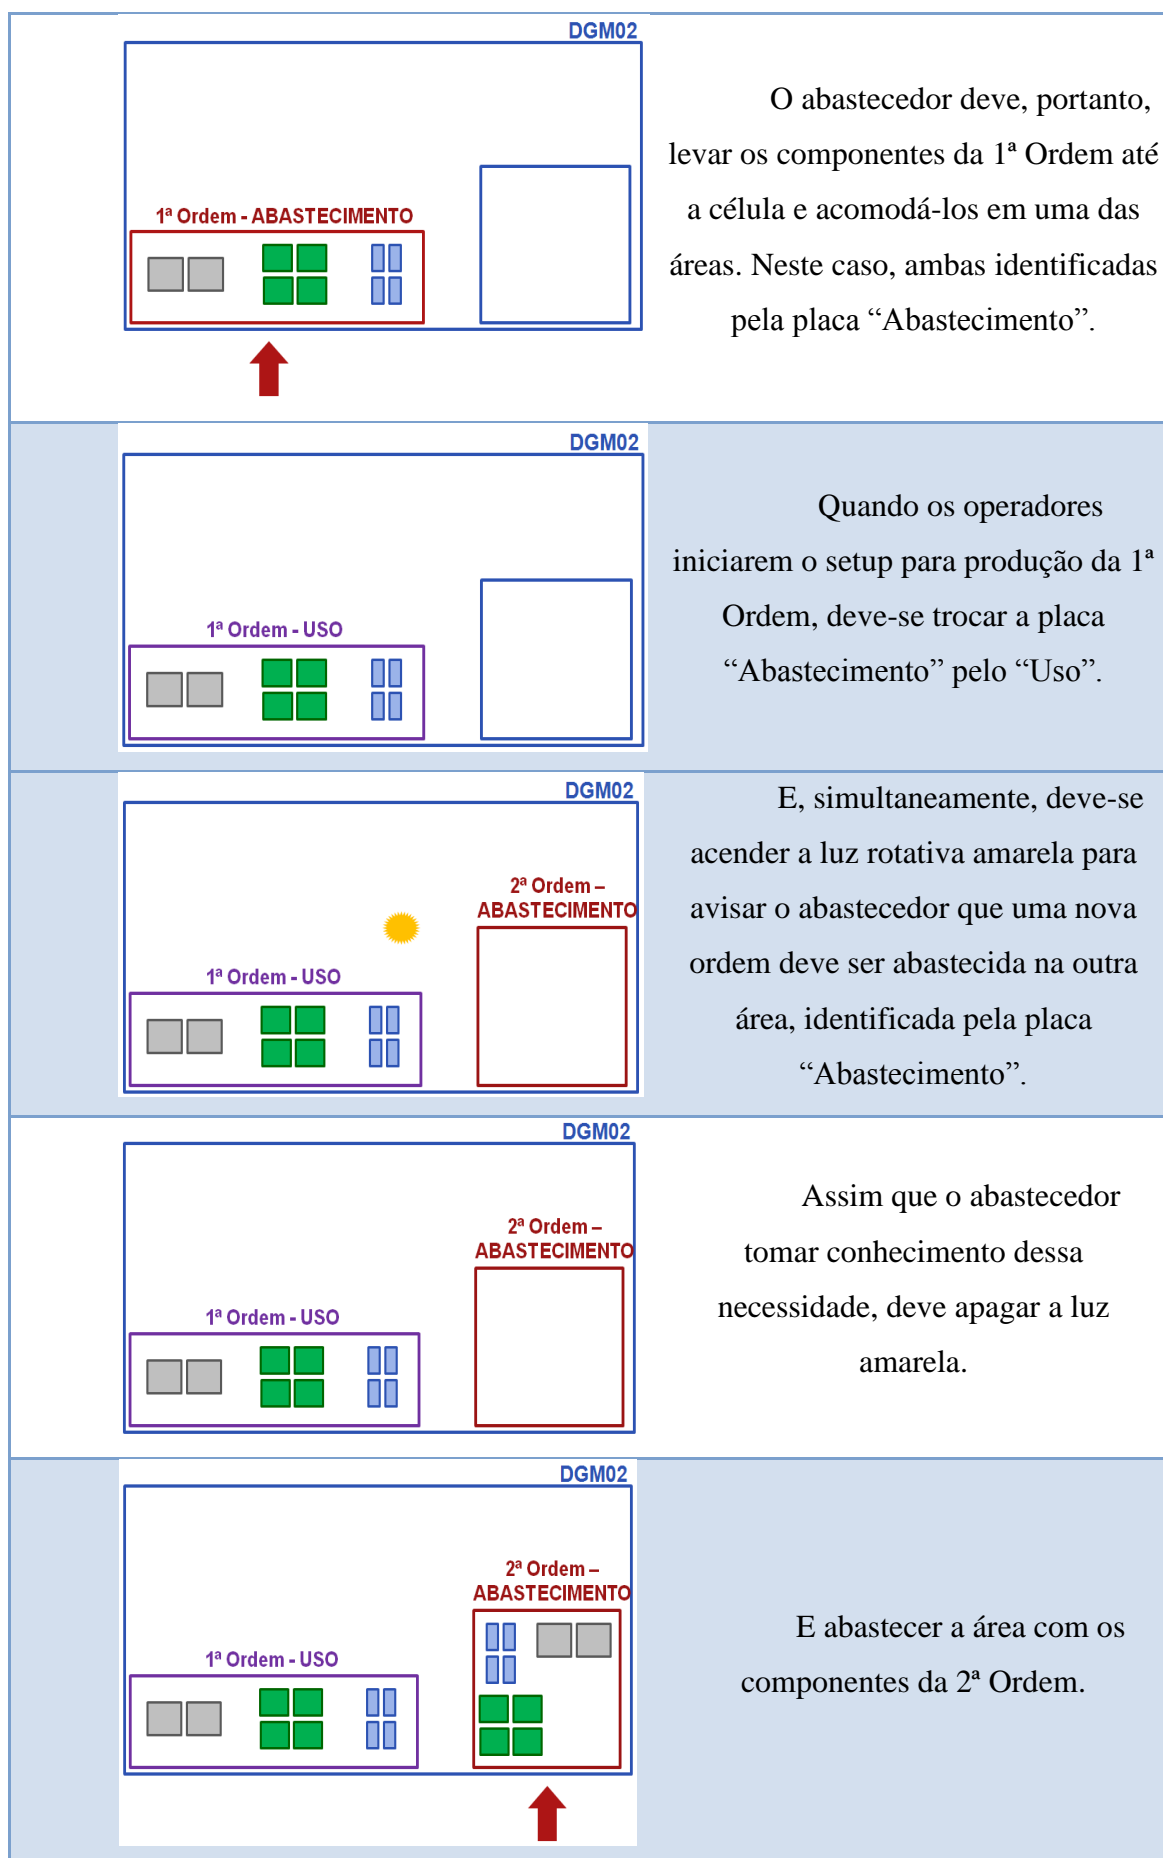 DGM02
1ª Ordem - ABASTECIMENTO
O abastecedor deve, portanto,
levar os componentes da 1ª Ordem até
a célula e acomodá-los em uma das
áreas. Neste caso, ambas identificadas
pela placa “Abastecimento”.
DGM02
1ª Ordem - USO
Quando os operadores
iniciarem o setup para produção da 1ª
Ordem, deve-se trocar a placa
“Abastecimento” pelo “Uso”.
DGM02
2ª Ordem –
ABASTECIMENTO
1ª Ordem - USO
E, simultaneamente, deve-se
acender a luz rotativa amarela para
avisar o abastecedor que uma nova
ordem deve ser abastecida na outra
área, identificada pela placa
“Abastecimento”.
DGM02
2ª Ordem –
ABASTECIMENTO
1ª Ordem - USO
Assim que o abastecedor
tomar conhecimento dessa
necessidade, deve apagar a luz
amarela.
DGM02
2ª Ordem –
ABASTECIMENTO
1ª Ordem - USO
E abastecer a área com os
componentes da 2ª Ordem.